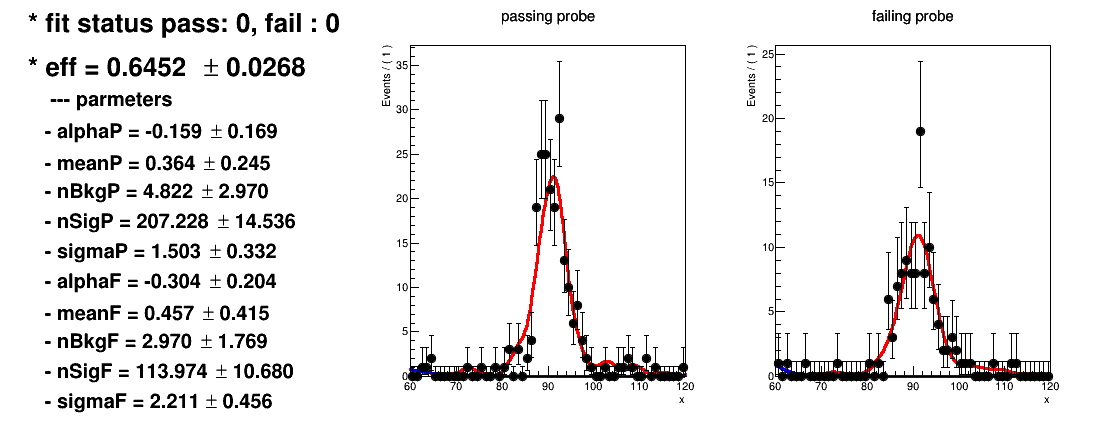 * fit status pass: 0, fail : 0
* eff = 0.6452 ± 0.0268
--- parmeters
- alphaP = -0.159 ± 0.169
- meanP = 0.364 ± 0.245
- nBkgP = 4.822 ± 2.970
- nSigP = 207.228 ± 14.536
- sigmaP = 1.503 ± 0.332
- alphaF = -0.304 ± 0.204
- meanF = 0.457 ± 0.415
- nBkgF = 2.970 ± 1.769
- nSigF = 113.974 ± 10.680
- sigmaF = 2.211 ± 0.456
passing probe
Events / ( 1 )
35
30
25
20
15
10
5
0
60 70 80 90 100 110 120
x
failing probe
Events / ( 1 )
25
20
15
10
5
0
60 70 80 90 100 110 120
x